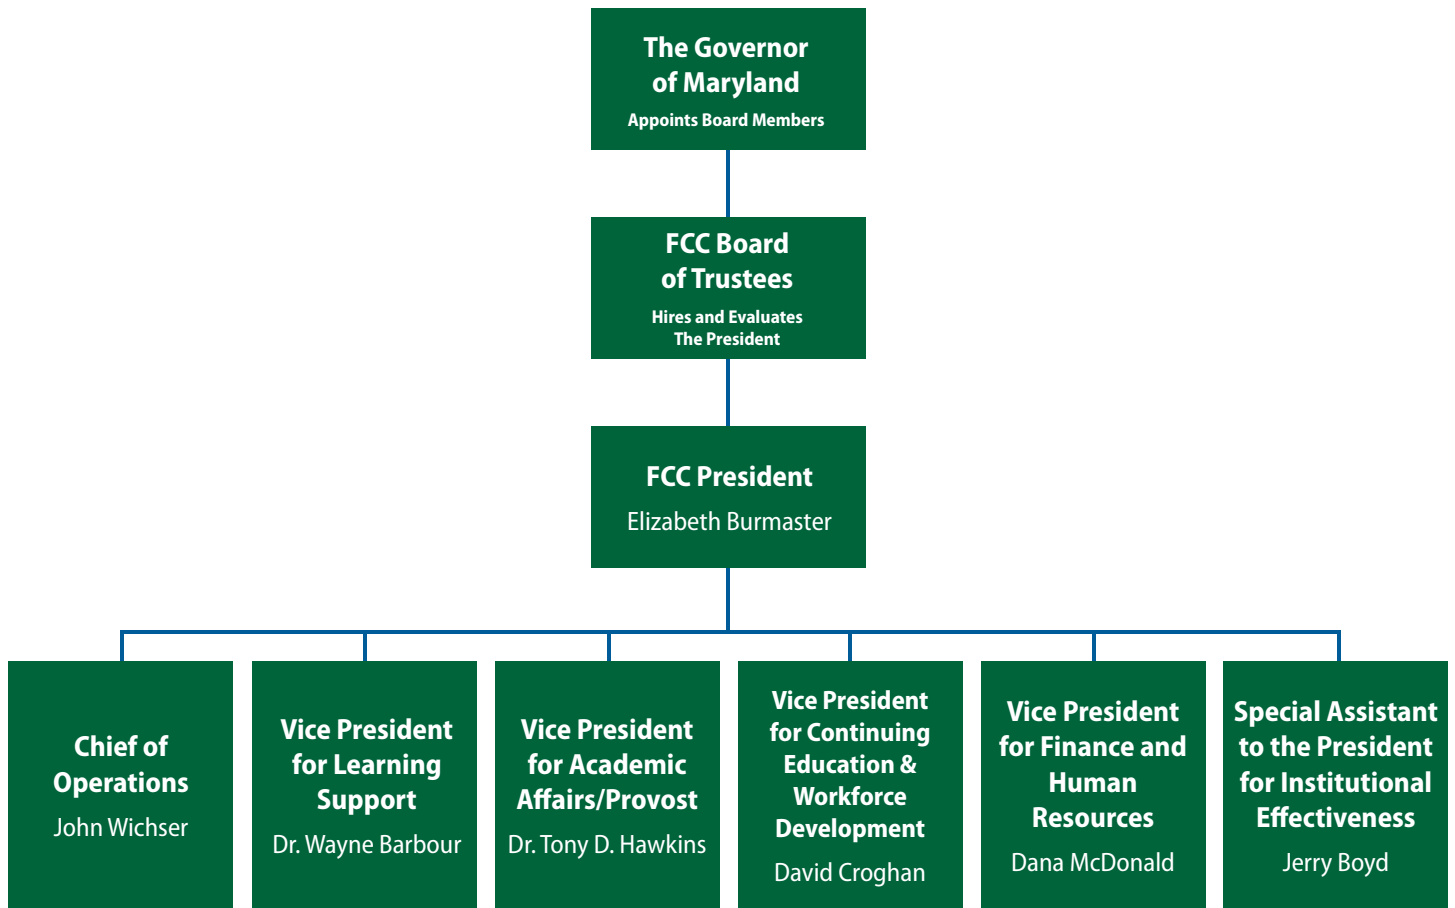 The Governor
of Maryland
Appoints Board Members
FCC Board
of Trustees
Hires and Evaluates
The President
FCC President
Elizabeth Burmaster
Chief of
Operations
John Wichser
Vice President
for Learning
Support
Dr. Wayne Barbour
Vice President
for Academic
Affairs/Provost
Dr. Tony D. Hawkins
Vice President
for Continuing
Education &
Workforce
Development
David Croghan
Vice President
for Finance and
Human
Resources
Dana McDonald
Special Assistant
to the President
for Institutional
Effectiveness
Jerry Boyd